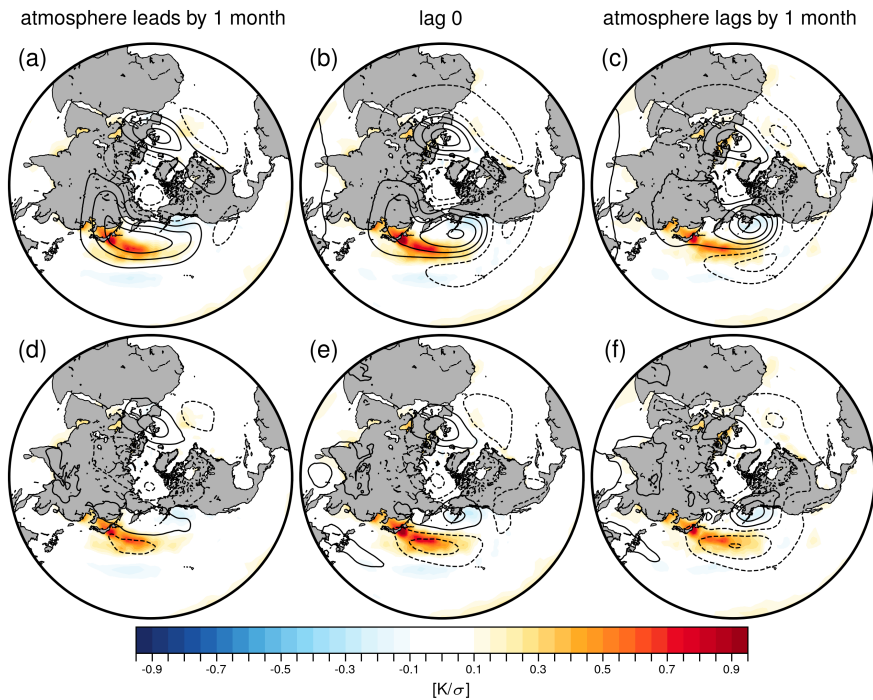 atmosphere leads by 1 month
lag 0
atmosphere lags by 1 month
(a)
(b)
(c)
(d)
(e)
(f)
-0.9 -0.7 -0.5 -0.3 -0.1 0.1 0.3 0.5 0.7 0.9
[K/σ]